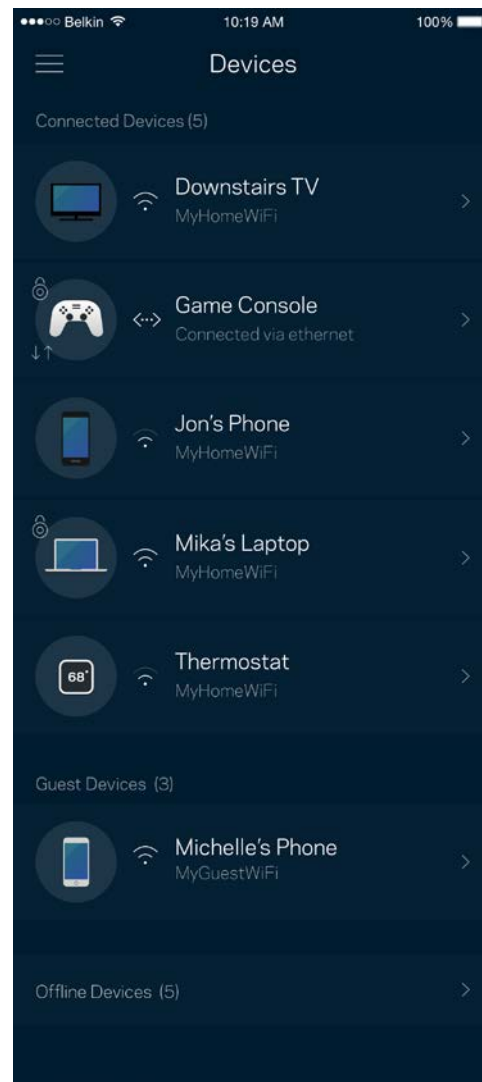 Belkin 10:19 AM 100%
Devices
Connected Devices (5)
Downstairs TV
MyHomeWiFi
Game Console
Connected via ethernet
Jon's Phone
MyHomeWiFi
Mika's Laptop
MyHomeWiFi
68°
Thermostat
MyHomeWiFi
Guest Devices (3)
Michelle's Phone
MyGuestWiFi
Offline Devices (5)